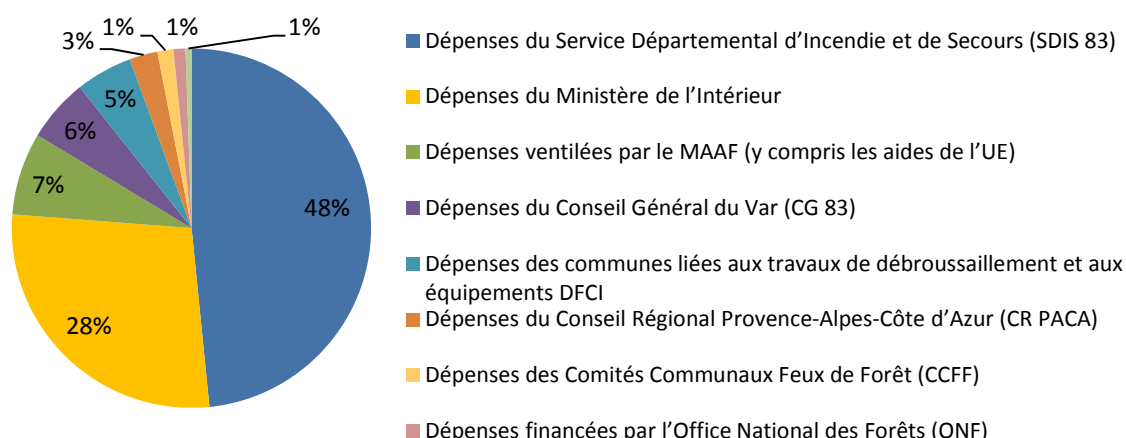 1%
1%
1%
3%
5%
6%
7%
48%
28%
Dépenses du Service Départemental d’Incendie et de Secours (SDIS 83)
Dépenses du Ministère de l’Intérieur
Dépenses ventilées par le MAAF (y compris les aides de l’UE)
Dépenses du Conseil Général du Var (CG 83)
Dépenses des communes liées aux travaux de débroussaillement et aux
équipements DFCI
Dépenses du Conseil Régional Provence-Alpes-Côte d’Azur (CR PACA)
Dépenses des Comités Communaux Feux de Forêt (CCFF)
Dépenses financées par l’Office National des Forêts (ONF)